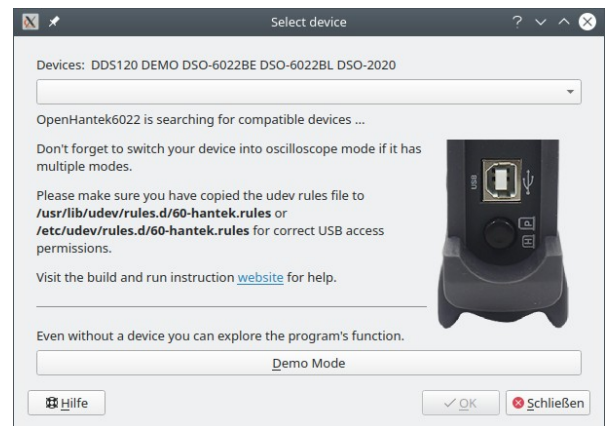 Select device
Devices: DDS120 DEMO DSO-6022BE DSO-6022BL DSO-2020
OpenHantek6022 is searching for compatible devices ...
Don't forget to switch your device into oscilloscope mode if it has
multiple modes.
Please make sure you have copied the udev rules file to
/usr/lib/udev/rules.d/60-hantek.rules or
/etc/udev/rules.d/60-hantek.rules for correct USB access
permissions.
Visit the build and run instruction website for help.
USB
P
H
Even without a device you can explore the program's function.
Demo Mode
Hilfe
OK
Schließen